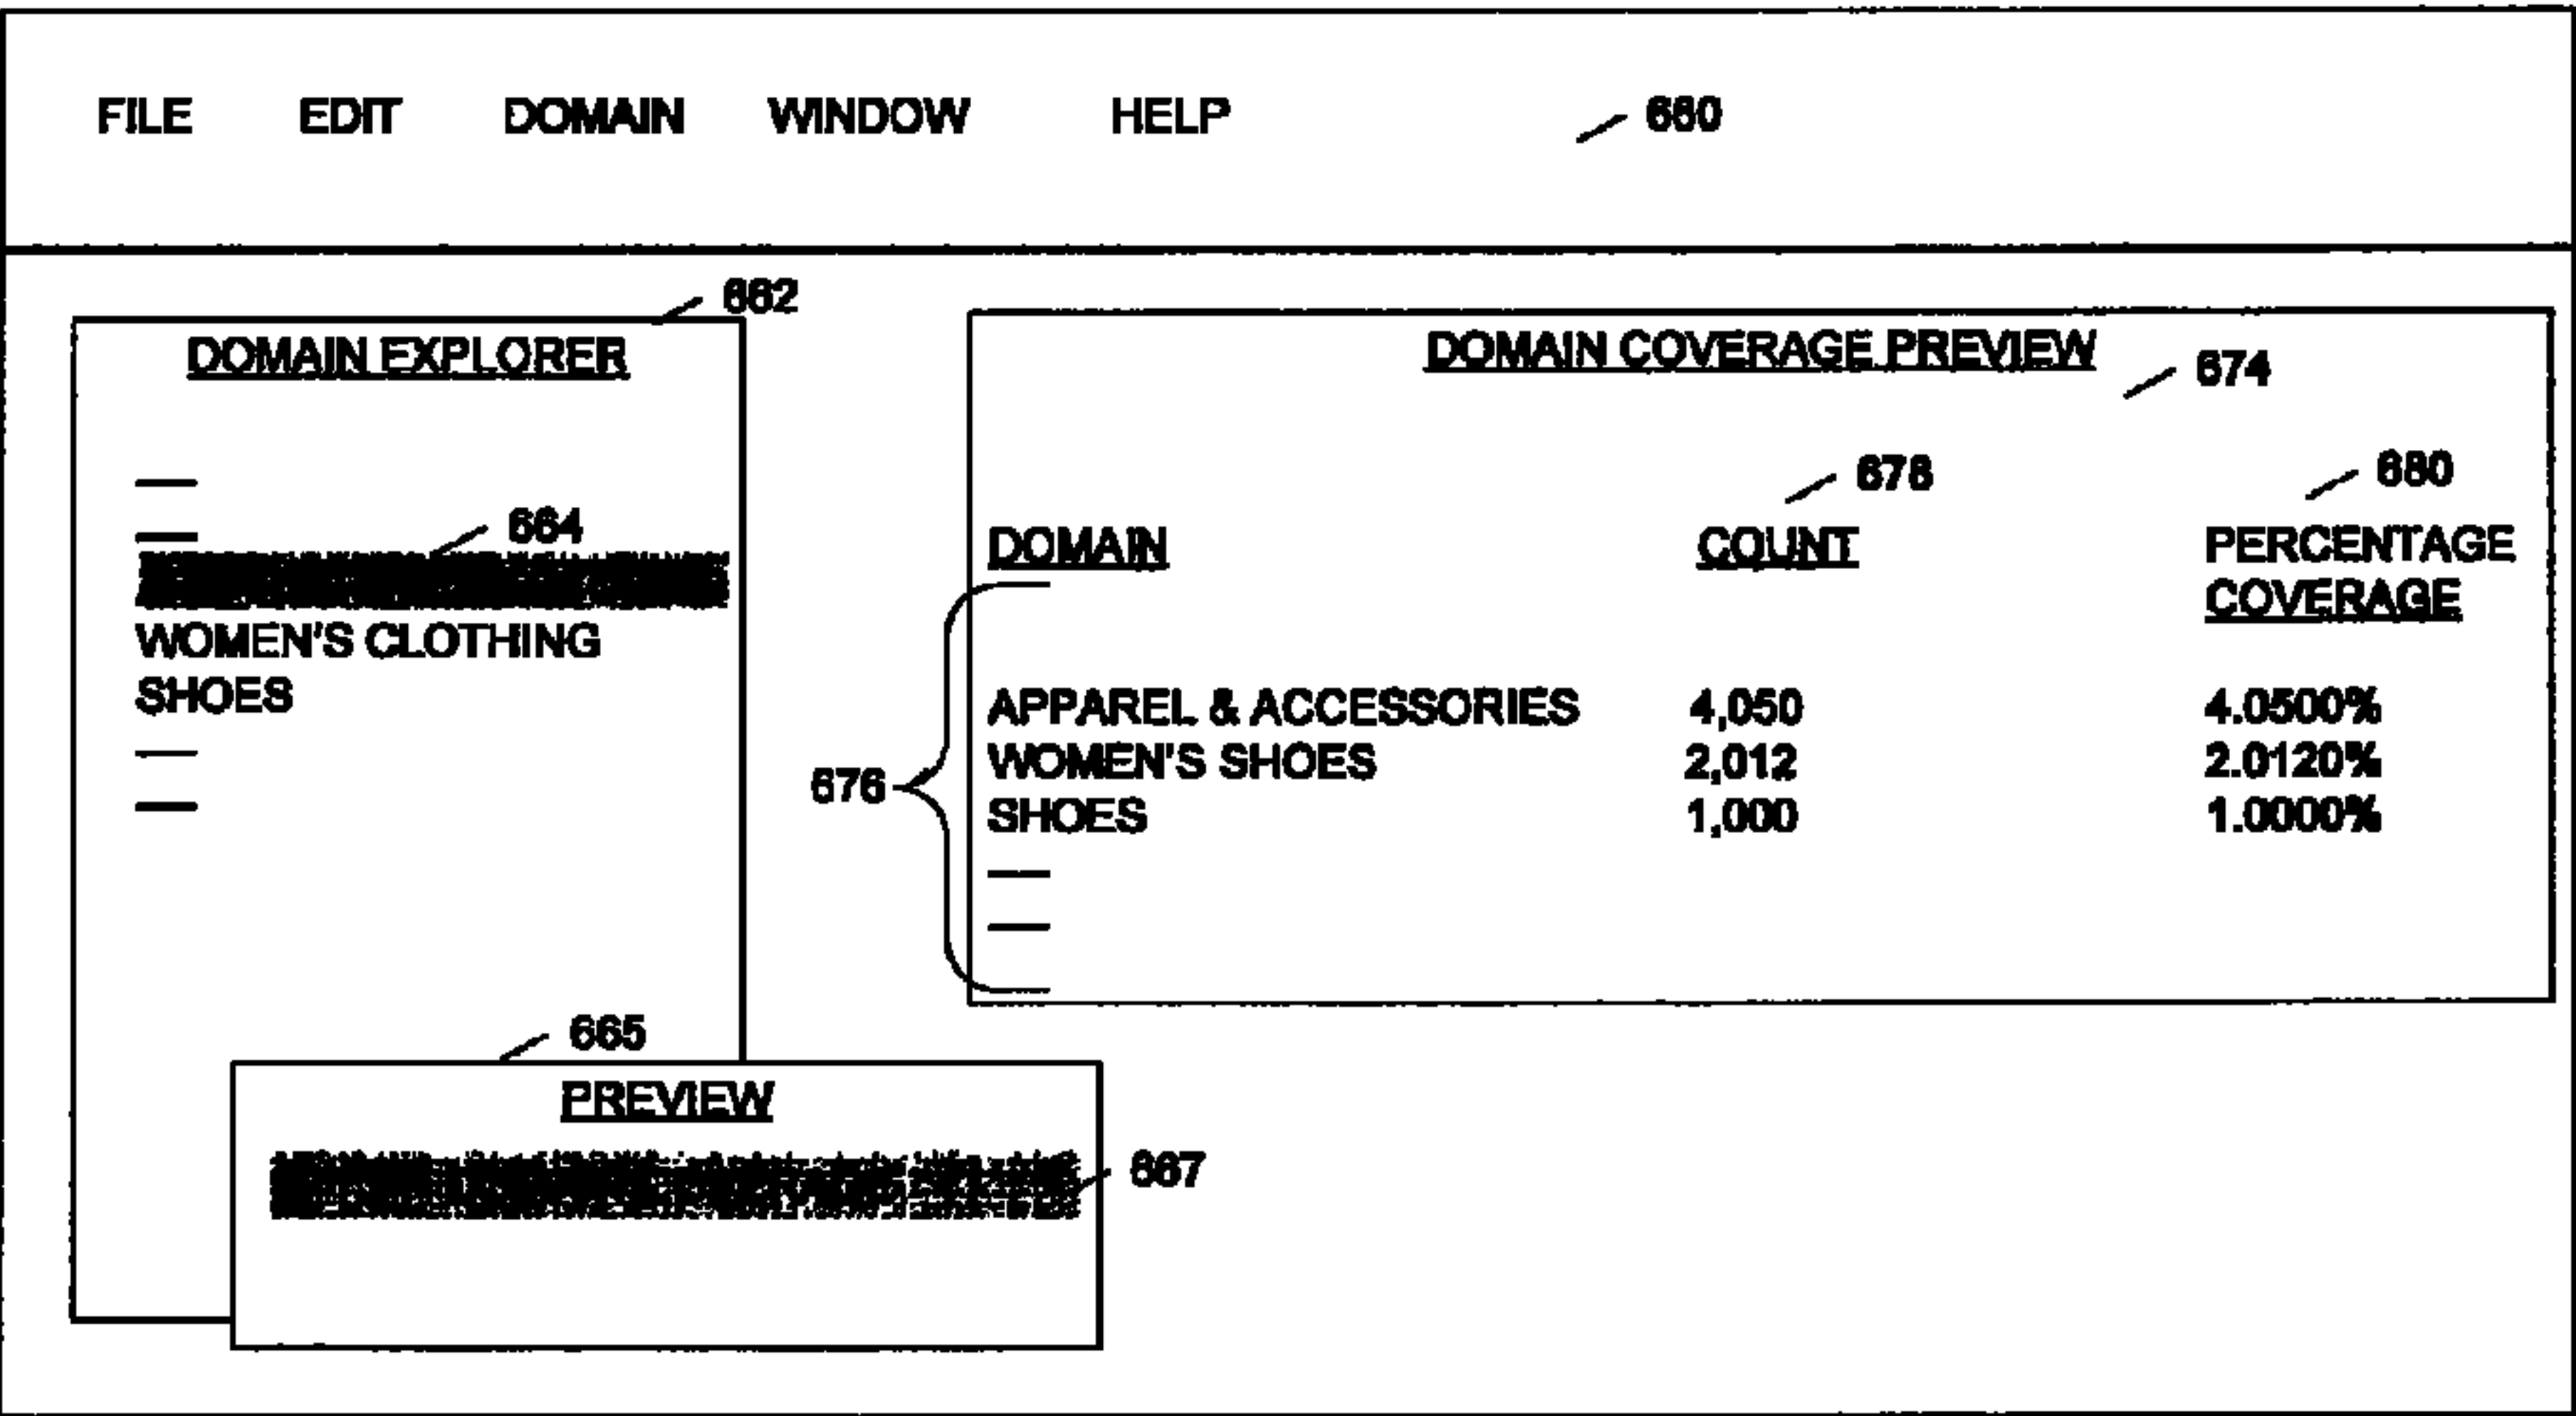 FILE EDIT DOMAIN WINDOW HELP 660
662
DOMAIN EXPLORER
664
WOMEN'S CLOTHING
SHOES
665
PREVIEW
667
DOMAIN COVERAGE PREVIEW
674
678 680
DOMAIN COUNT PERCENTAGE
COVERAGE
APPAREL & ACCESSORIES 4,050 4.0500%
WOMEN'S SHOES 2,012 2.0120%
676
SHOES 1,000 1.0000%